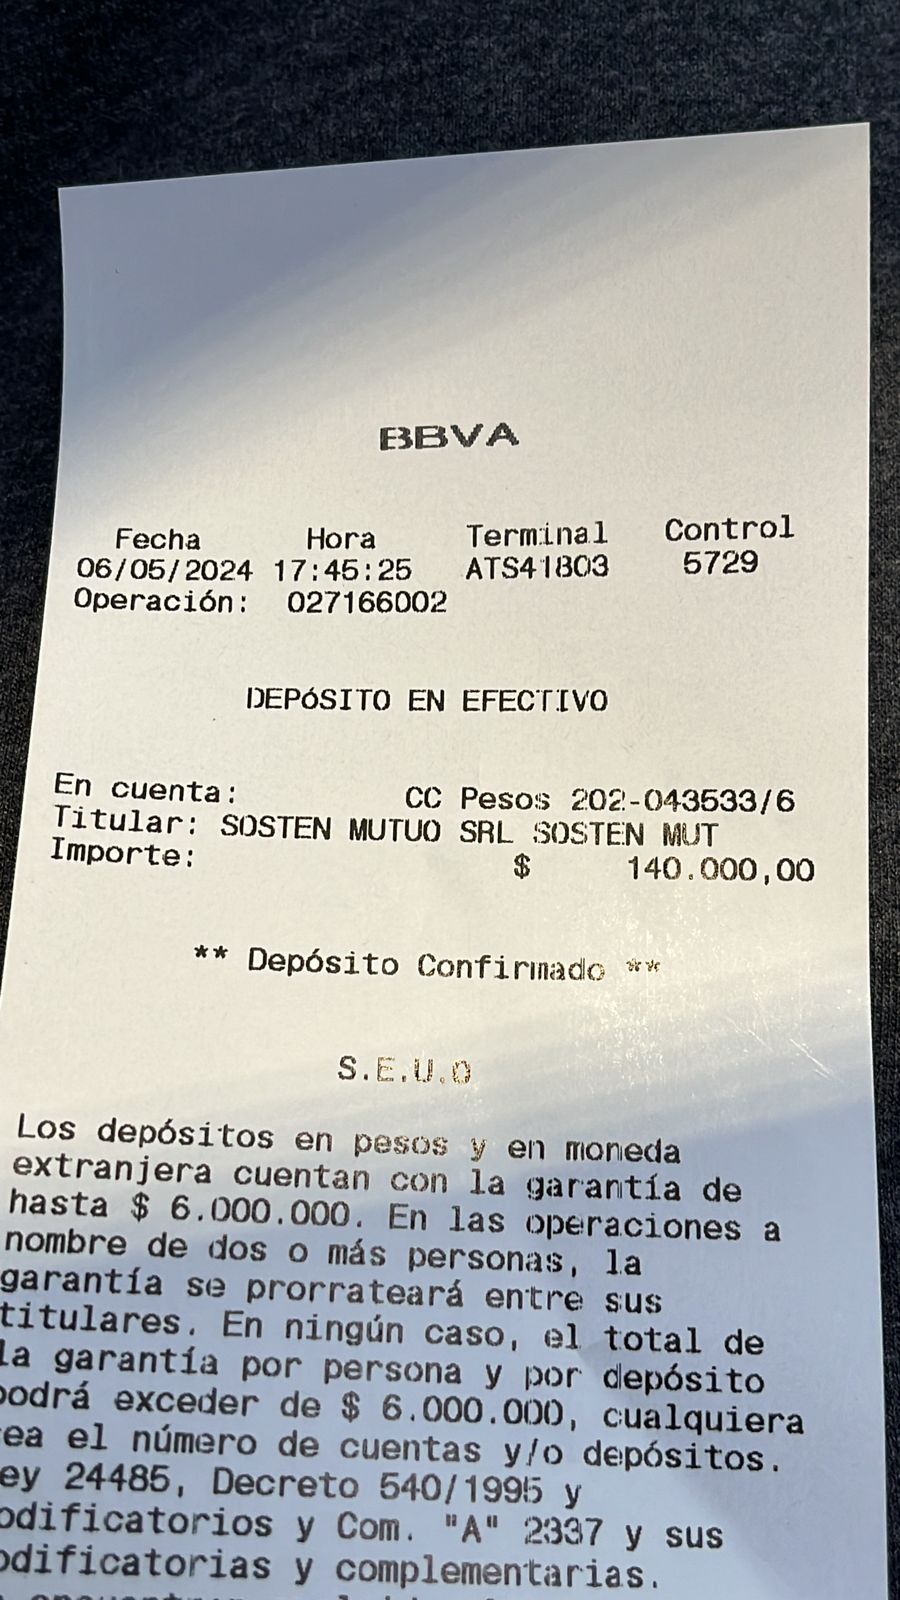 BBVA
Fecha Hora Terminal Control
06/05/2024 17:45:25 ATS41803 5729
Operación: 027166002
DEPóSITO EN EFECTIVO
En cuenta: CC Pesos 202-043533/6
Titular: SOSTEN MUTUO SRL SOSTEN MUT
Importe: $ 140.000,00
** Depósito Confirmado **
S.E.U.O
Los depósitos en pesos y en moneda
extranjera cuentan con la garantía de
hasta $ 6.000.000. En las operaciones a
nombre de dos o más personas, la
garantía se prorrateará entre sus
titulares. En ningún caso, el total de
la garantía por persona y por depósito
podrá exceder de $ 6.000.000, cualquiera
ea el número de cuentas y/o depósitos.
ey 24485, Decreto 540/1995 y
odificatorios y Com. "A" 2337 y sus
odificatorias y complementarias.